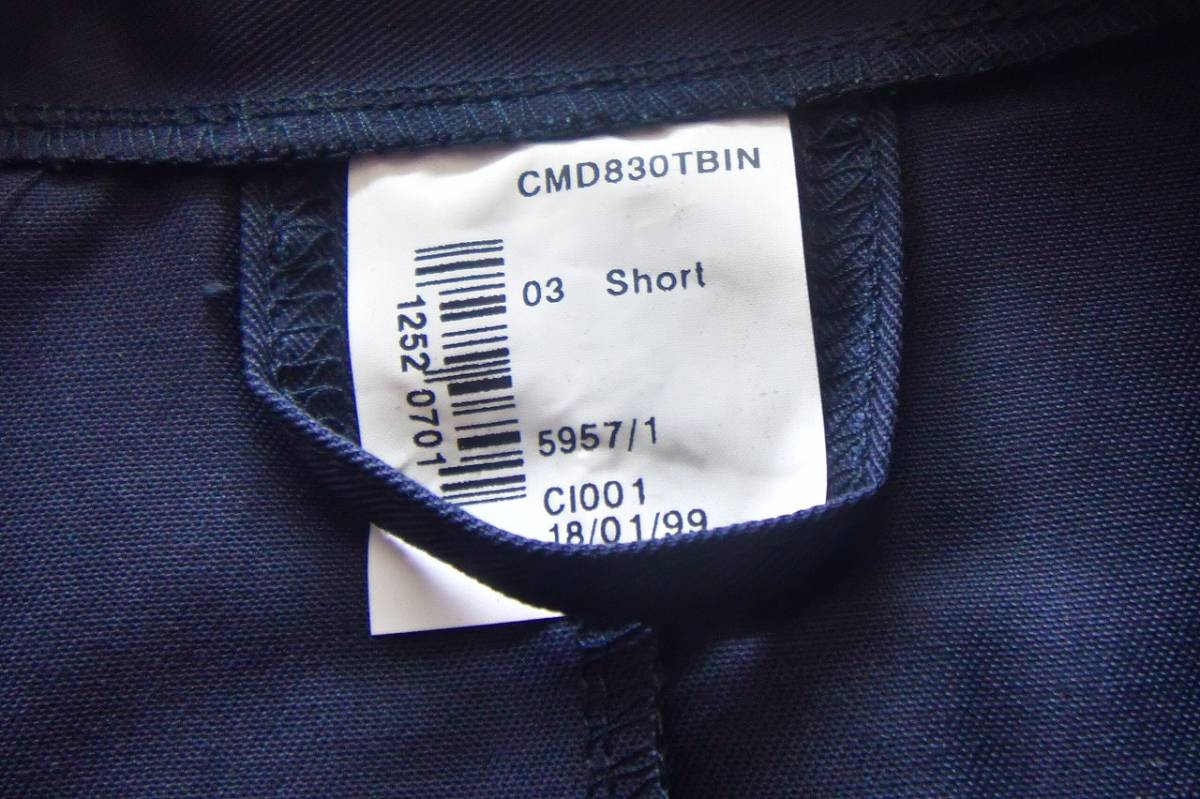 CMD830TBIN
03 Short
1252 0701
5957/1
CI001
18/01/99